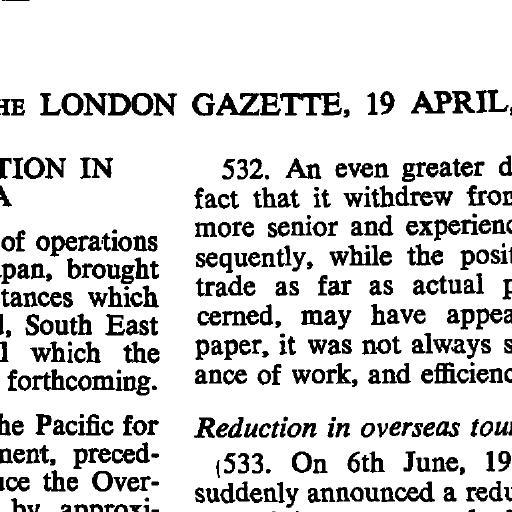 HE LONDON GAZETTE, 19 APRIL,
TION IN
A
of operations
pan, brought
tances which
South East
which the
forthcoming.
he Pacific for
ment, preced-
ce the Over-
by approxi-
532. An even greater d
fact that it withdrew from
more senior and experienc
sequently, while the posit
trade as far as actual p
cerned, may have appea
paper, it was not always s
ance of work, and efficienc
Reduction in overseas tou
533. On 6th June, 19
suddenly announced a redu